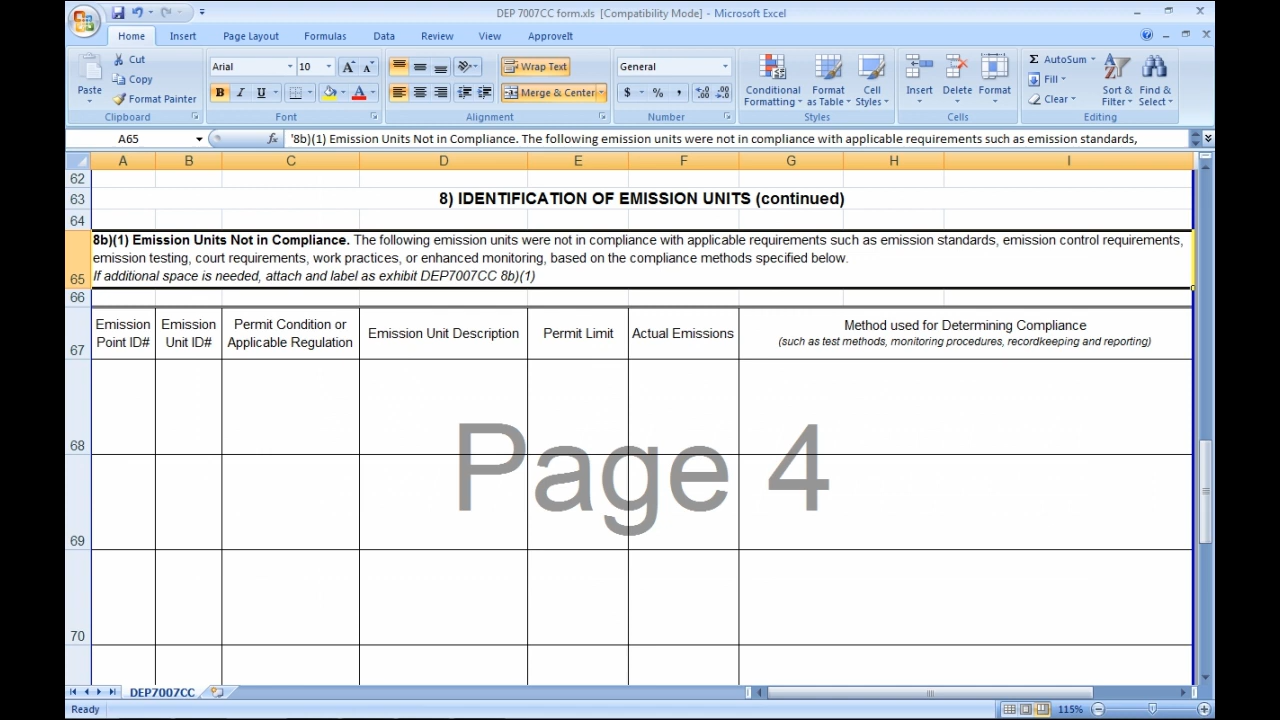 DEP 7007CC form.xls [Compatibility Mode] - Microsoft Excel
Home Insert Page Layout Formulas Data Review View ApproveIt
Paste Cut Copy Format Painter Clipboard
Arial 10 A A B I U A Font
Wrap Text Merge & Center Alignment
General $ % , .0 .00 .00 .0 Number
Conditional Formatting Format as Table Cell Styles Styles
Insert Delete Format Cells
Σ AutoSum Fill Clear Sort & Filter Find & Select Editing
A65 fx '8b)(1) Emission Units Not in Compliance. The following emission units were not in compliance with applicable requirements such as emission standards,
A B C D E F G H I
62
63 8) IDENTIFICATION OF EMISSION UNITS (continued)
64
8b)(1) Emission Units Not in Compliance. The following emission units were not in compliance with applicable requirements such as emission standards, emission control requirements,
emission testing, court requirements, work practices, or enhanced monitoring, based on the compliance methods specified below.
65 If additional space is needed, attach and label as exhibit DEP7007CC 8b)(1)
66
Emission Point ID# Emission Unit ID# Permit Condition or Applicable Regulation Emission Unit Description Permit Limit Actual Emissions Method used for Determining Compliance
67 (such as test methods, monitoring procedures, recordkeeping and reporting)
68
Page 4
69
70
DEP7007CC
Ready 115%